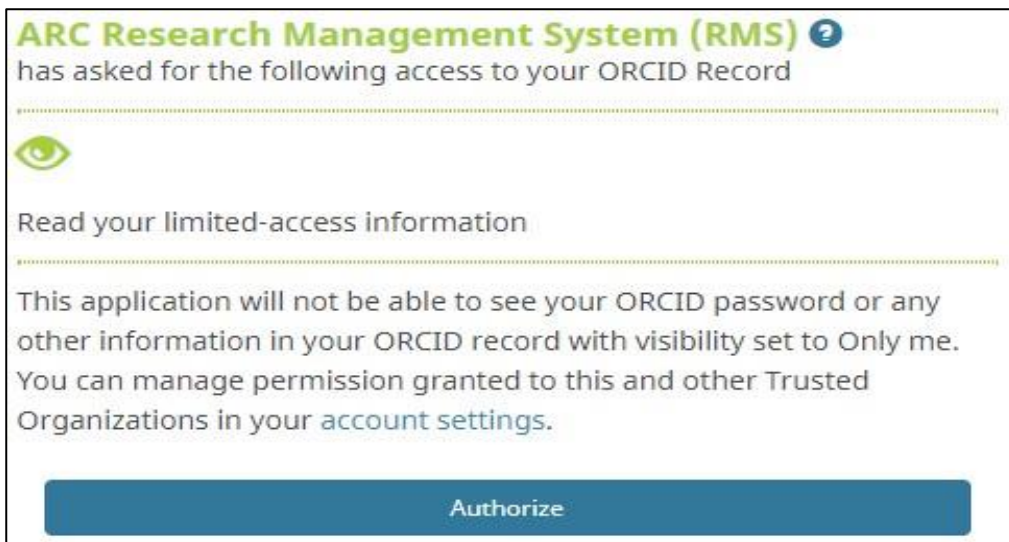 ARC Research Management System (RMS) ?
has asked for the following access to your ORCID Record
Read your limited-access information
This application will not be able to see your ORCID password or any
other information in your ORCID record with visibility set to Only me.
You can manage permission granted to this and other Trusted
Organizations in your account settings.
Authorize